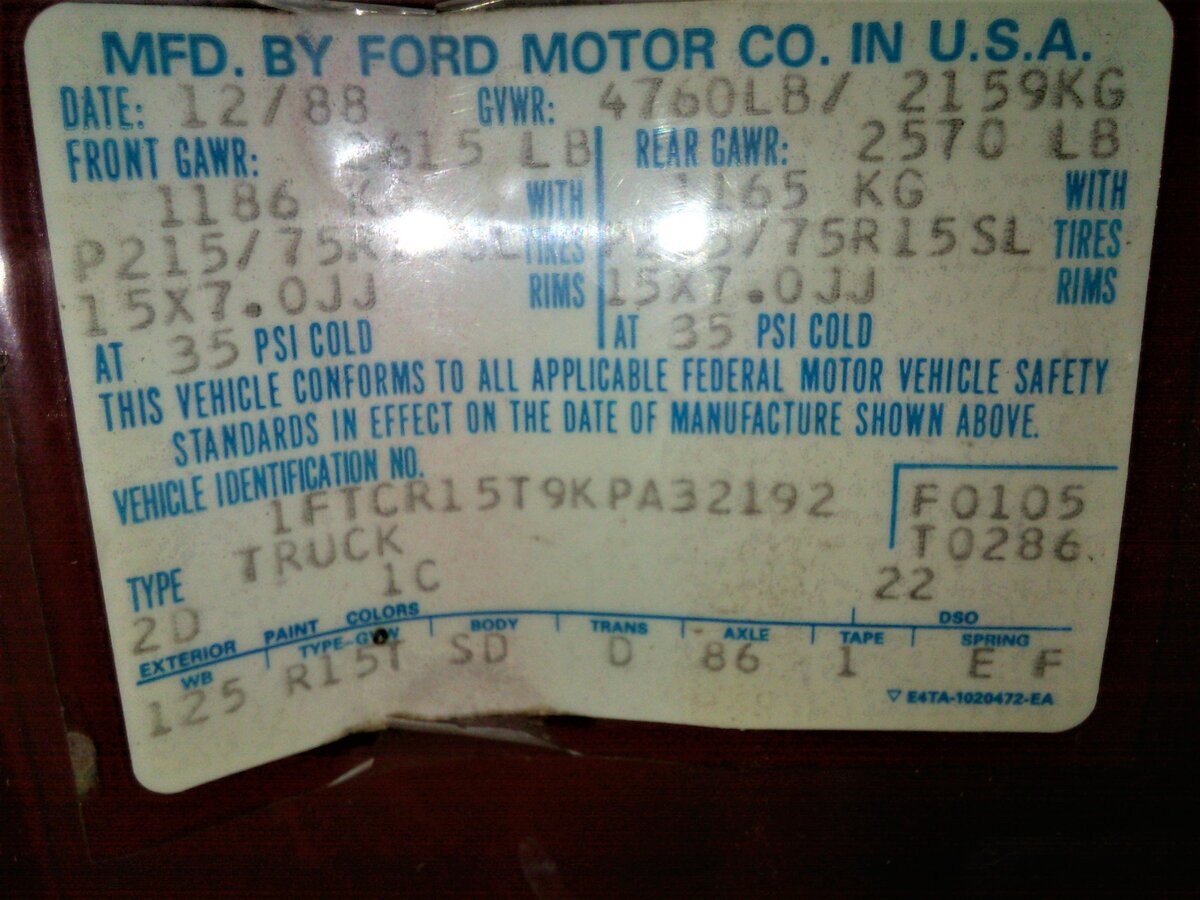 MFD. BY FORD MOTOR CO. IN U.S.A.
DATE: 12/88 GVWR: 4760LB/ 2159KG
FRONT GAWR: 2615 LB REAR GAWR: 2570 LB
1186 KG WITH 1165 KG WITH
P215/75R15SL TIRES /75R15SL TIRES
15X7.0JJ RIMS 15X7.0JJ RIMS
AT 35 PSI COLD AT 35 PSI COLD
THIS VEHICLE CONFORMS TO ALL APPLICABLE FEDERAL MOTOR VEHICLE SAFETY
STANDARDS IN EFFECT ON THE DATE OF MANUFACTURE SHOWN ABOVE.
VEHICLE IDENTIFICATION NO.
1FTCR15T9KPA32192 F0105
TYPE TRUCK T0286
2D 1C 22
EXTERIOR PAINT COLORS DSO
WB TYPE-GVW BODY TRANS AXLE TAPE SPRING
125 R15T SD D 86 1 E F
▽ E4TA-1020472-EA